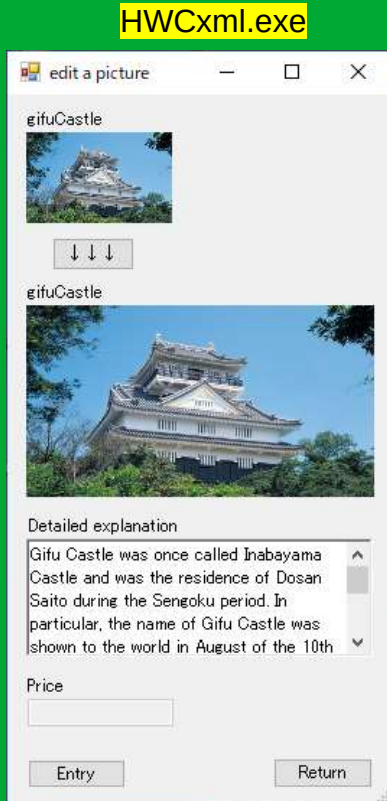 HWCxml.exe
edit a picture
gifuCastle
↓↓↓
gifuCastle
Detailed explanation
Gifu Castle was once called Inabayama
Castle and was the residence of Dosan
Saito during the Sengoku period. In
particular, the name of Gifu Castle was
shown to the world in August of the 10th
Price
Entry
Return